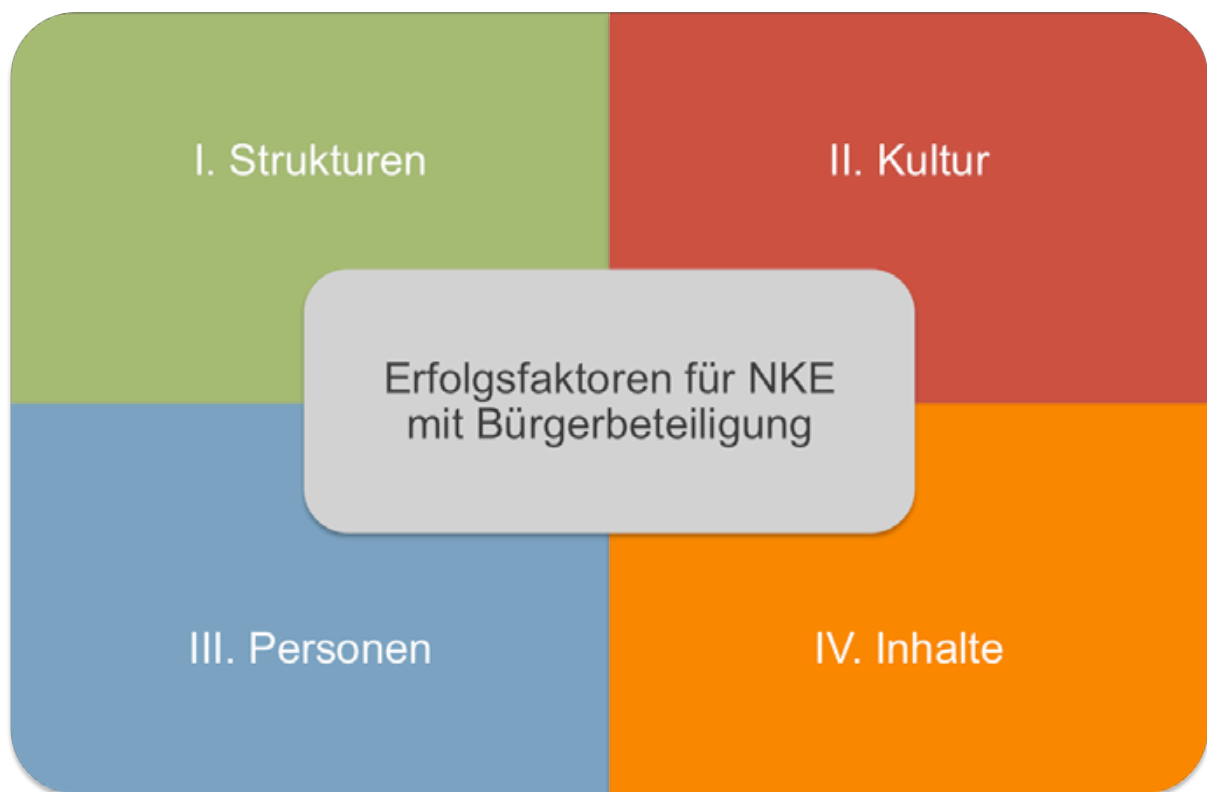 I. Strukturen
II. Kultur
Erfolgsfaktoren für NKE
mit Bürgerbeteiligung
III. Personen
IV. Inhalte